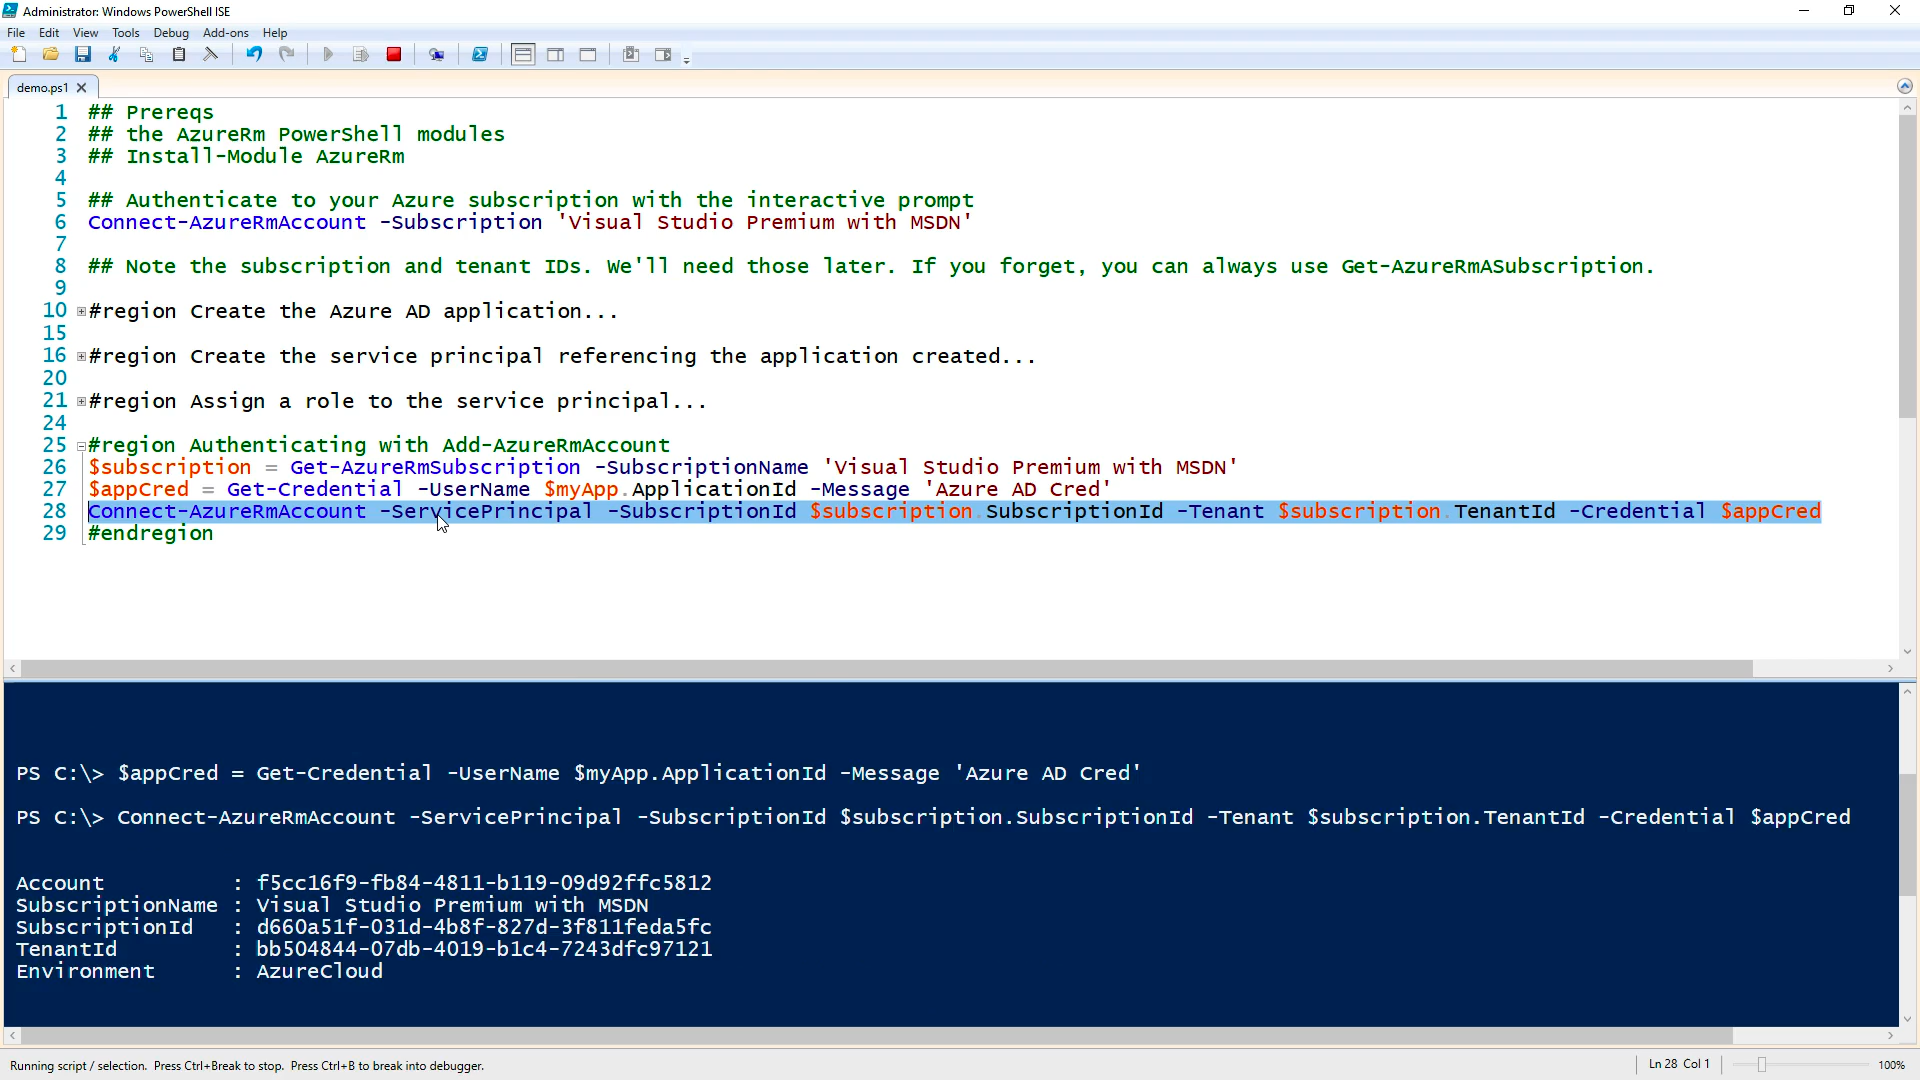 Administrator: Windows PowerShell ISE
File Edit View Tools Debug Add-ons Help
demo.ps1
1 ## Prereqs
2 ## the AzureRm PowerShell modules
3 ## Install-Module AzureRm
4
5 ## Authenticate to your Azure subscription with the interactive prompt
6 Connect-AzureRmAccount -Subscription 'Visual Studio Premium with MSDN'
7
8 ## Note the subscription and tenant IDs. We'll need those later. If you forget, you can always use Get-AzureRmASubscription.
9
10 #region Create the Azure AD application...
15
16 #region Create the service principal referencing the application created...
20
21 #region Assign a role to the service principal...
24
25 #region Authenticating with Add-AzureRmAccount
26 $subscription = Get-AzureRmSubscription -SubscriptionName 'Visual Studio Premium with MSDN'
27 $appCred = Get-Credential -UserName $myApp.ApplicationId -Message 'Azure AD Cred'
28 Connect-AzureRmAccount -ServicePrincipal -SubscriptionId $subscription.SubscriptionId -Tenant $subscription.TenantId -Credential $appCred
29 #endregion
PS C:\> $appCred = Get-Credential -UserName $myApp.ApplicationId -Message 'Azure AD Cred'
PS C:\> Connect-AzureRmAccount -ServicePrincipal -SubscriptionId $subscription.SubscriptionId -Tenant $subscription.TenantId -Credential $appCred
Account : f5cc16f9-fb84-4811-b119-09d92ffc5812
SubscriptionName : Visual Studio Premium with MSDN
SubscriptionId : d660a51f-031d-4b8f-827d-3f811feda5fc
TenantId : bb504844-07db-4019-b1c4-7243dfc97121
Environment : AzureCloud
Running script / selection. Press Ctrl+Break to stop. Press Ctrl+B to break into debugger.
Ln 28 Col 1
100%